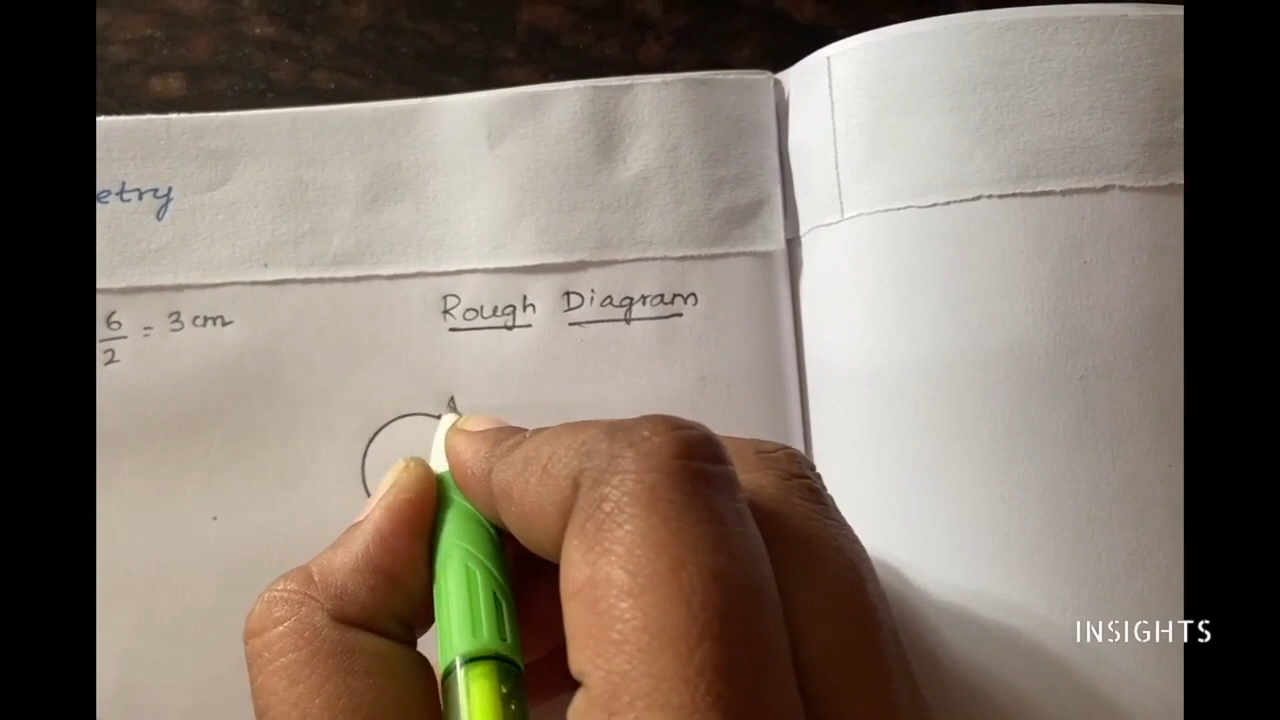 etry
6/2 = 3 cm
Rough Diagram
A
INSIGHTS